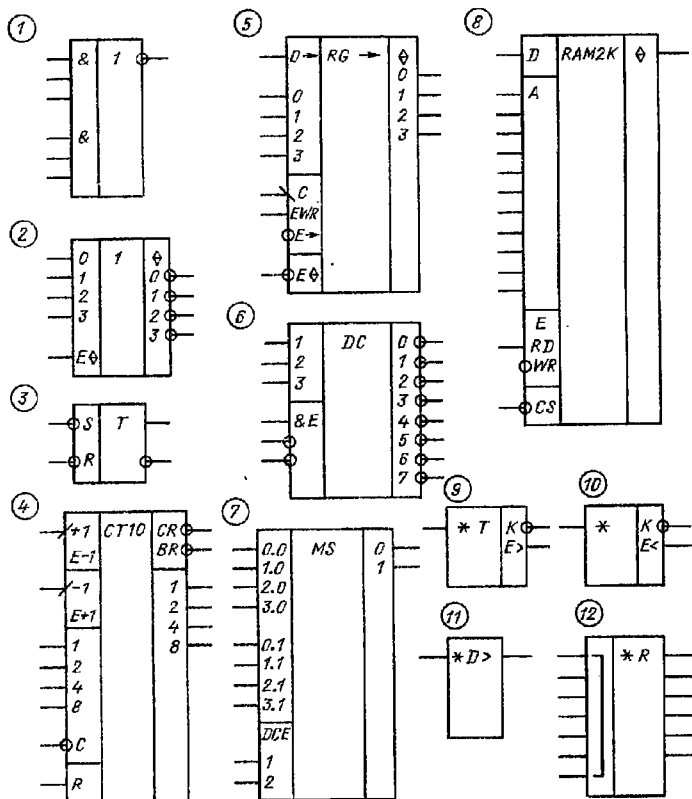 1
& 1
&
2
0 1 ◇
1 0
2 1
3 2
3
E◇
3
S T
R
4
+1 CT10 CR
E-1 BR
-1 1
E+1 2
4
8
1
2
4
8
C
R
5
D→ RG → ◇
0
0 1
1 2
2 3
3
C
EWR
E→
E◇
6
1 DC 0
2 1
3 2
3
&E 4
5
6
7
7
0.0 MS 0
1.0 1
2.0
3.0
0.1
1.1
2.1
3.1
DCE
1
2
8
D RAM2K ◇
A
E
RD
WR
CS
9
* T K
E>
10
* K
E<
11
*D>
12
* R